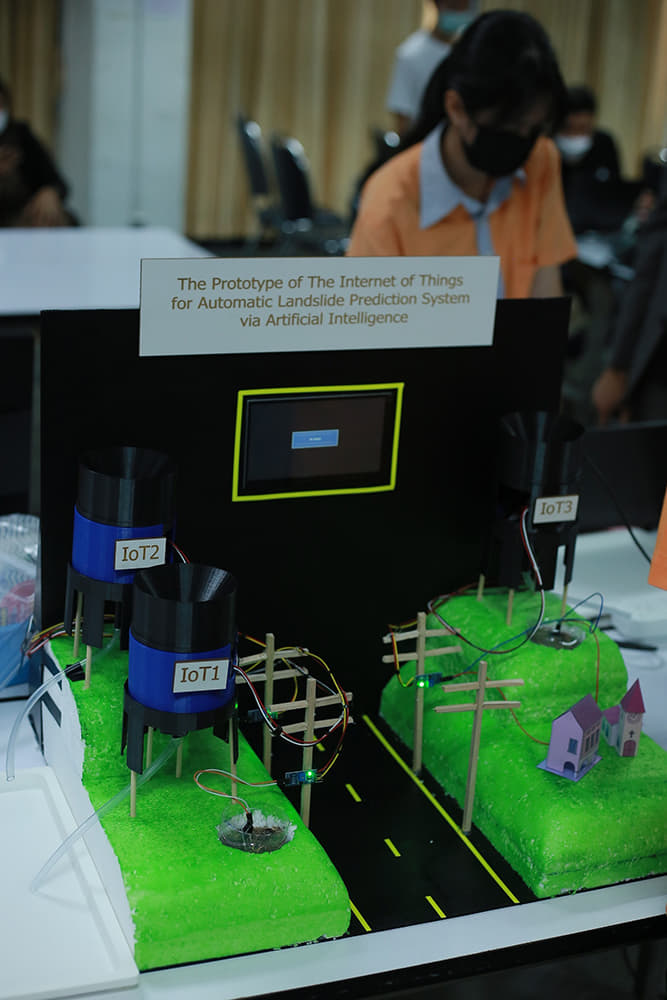 The Prototype of The Internet of Things
for Automatic Landslide Prediction System
via Artificial Intelligence
IoT3
IoT2
IoT1